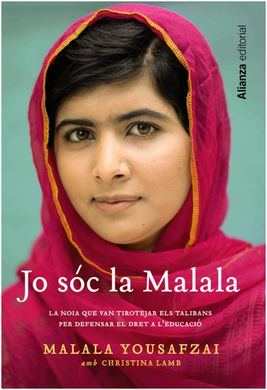 Alianza editorial
Jo sóc la Malala
LA NOIA QUE VAN TIROTEJAR ELS TALIBANS
PER DEFENSAR EL DRET A L'EDUCACIÓ
MALALA YOUSAFZAI
amb CHRISTINA LAMB